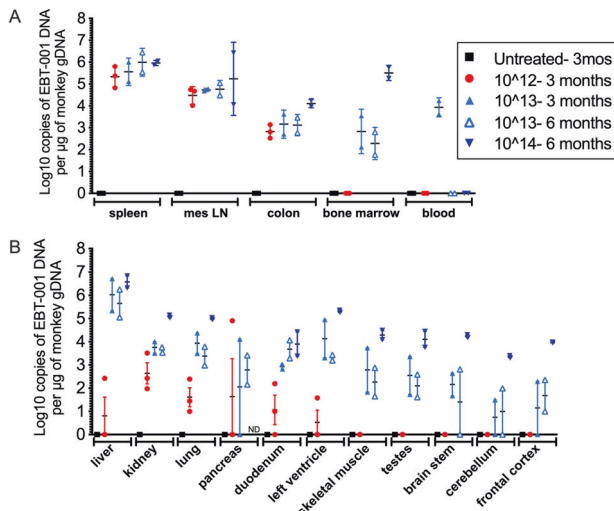 A
Log10 copies of EBT-001 DNA
per µg of monkey gDNA
8
7
6
5
4
3
2
1
0
spleen
mes LN
colon
bone marrow
blood
Untreated- 3mos
10^12- 3 months
10^13- 3 months
10^13- 6 months
10^14- 6 months
B
Log10 copies of EBT-001 DNA
per µg of monkey gDNA
8
7
6
5
4
3
2
1
0
ND
liver
kidney
lung
pancreas
duodenum
left ventricle
skeletal muscle
testes
brain stem
cerebellum
frontal cortex